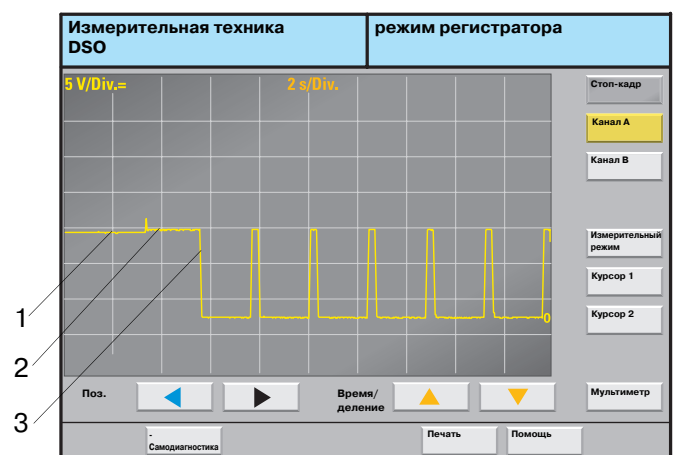 Измерительная техника
DSO
режим регистратора
5 V/Div.=
2 s/Div.
Стоп-кадр
Канал A
Канал B
Измерительный
режим
Курсор 1
Курсор 2
0
1
2
3
Поз.
Время/
деление
Мультиметр
-
Самодиагностика
Печать
Помощь